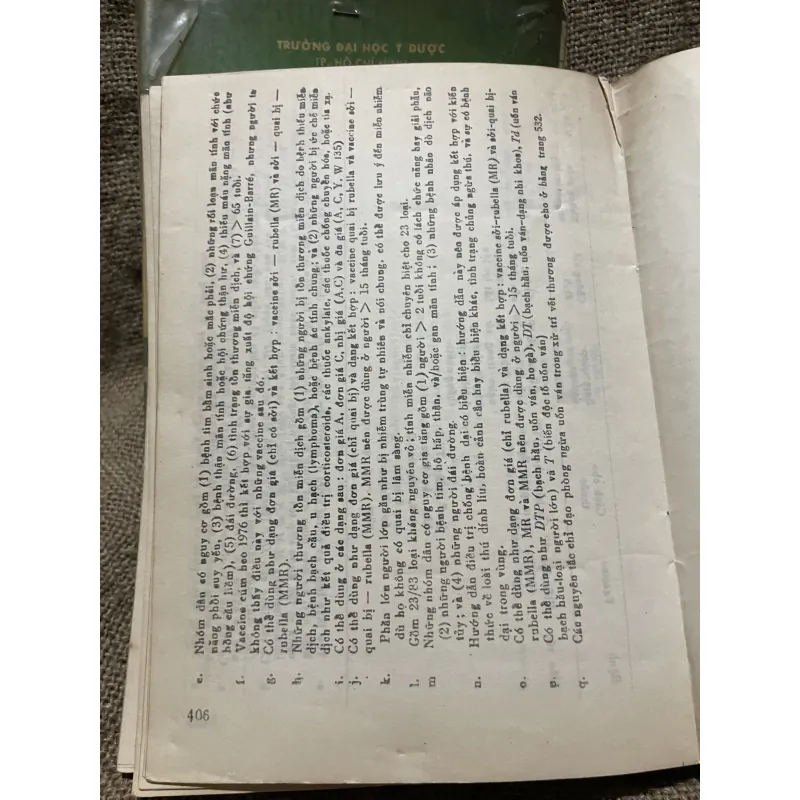 TRƯỜNG ĐẠI HỌC Y DƯỢC
TP. HỒ CHÍ MINH
e. Nhóm dân số nguy cơ gồm (1) bệnh tim bẩm sinh hoặc mắc phải, (2) những rối loạn mãn tính với chức
năng phổi suy yếu, (3) bệnh thận mãn tính hoặc hội chứng thận hư, (4) thiếu máu nặng mãn tính (như
hồng cầu liềm), (5) đái đường, (6) tình trạng tổn thương miễn dịch, và (7) > 65 tuổi.
f. Vaccine cúm heo 1976 thì kết hợp với sự gia tăng xuất độ hội chứng Guillain-Barré, nhưng người ta
không thấy điều này với những vaccine sau đó.
g. Có thể dùng như dạng đơn giá (chỉ có sởi) và kết hợp : vaccine sởi — rubella (MR) và sởi — quai bị —
rubella (MMR).
h. Những người thương tổn miễn dịch gồm (1) những người bị tổn thương miễn dịch do bệnh thiếu miễn
dịch, bệnh bạch cầu, u hạch (lymphoma), hoặc bệnh ác tính chung ; và (2) những người bị ức chế miễn
dịch như kết quả điều trị corticosteroids, các thuốc ankylate, các thuốc chống chuyển hóa, hoặc tia xạ.
i. Có thể dùng ở các dạng sau : đơn giá A, đơn giá C, nhị giá (A,C) và đa giá (A, C, Y, W 135)
j. Có thể dùng như dạng đơn giá (chỉ quai bị) và dạng kết hợp : vaccine quai bị rubella và vaccine sởi —
quai bị — rubella (MMR). MMR nên được dùng ở người > 15 tháng tuổi.
k. Phần lớn người lớn gần như bị nhiễm trùng tự nhiên và nói chung, có thể được lưu ý đến miễn nhiễm
dù họ không có quai bị lâm sàng.
l. Gồm 23/83 loại kháng nguyên vỏ ; tính miễn nhiễm chỉ chuyên biệt cho 23 loại.
m Những nhóm dân có nguy cơ gia tăng gồm (1) người > 2 tuổi không có lách chức năng hay giải phẫu,
(2) những người bệnh tim, hô hấp, thận, và/hoặc gan mãn tính ; (3) những bệnh nhân dò dịch não
tủy ; và (4) những người đái đường.
n. Hướng dẫn điều trị chống bệnh dại có biểu hiện : hướng dẫn này nên được áp dụng kết hợp với kiến
thức về loài thú dính líu, hoàn cảnh cắn hay biểu hiện khác, tình trạng chủng ngừa thú, và sự có bệnh
dại trong vùng.
o. Có thể dùng như dạng đơn giá (chỉ rubella) và dạng kết hợp : vaccine sởi-rubella (MR) và sởi-quai bị-
rubella (MMR), MR và MMR nên được dùng ở người > 15 tháng tuổi.
p. Có thể dùng như DTP (bạch hầu, uốn ván, ho gà), DT (bạch hầu, uốn ván-dạng nhi khoa), Td (uốn ván
bạch hầu-loại người lớn) và T (biến độc tố uốn ván)
q. Các nguyên tắc chỉ đạo phòng ngừa uốn ván trong xử trí vết thương được cho ở bảng trang 532.
406